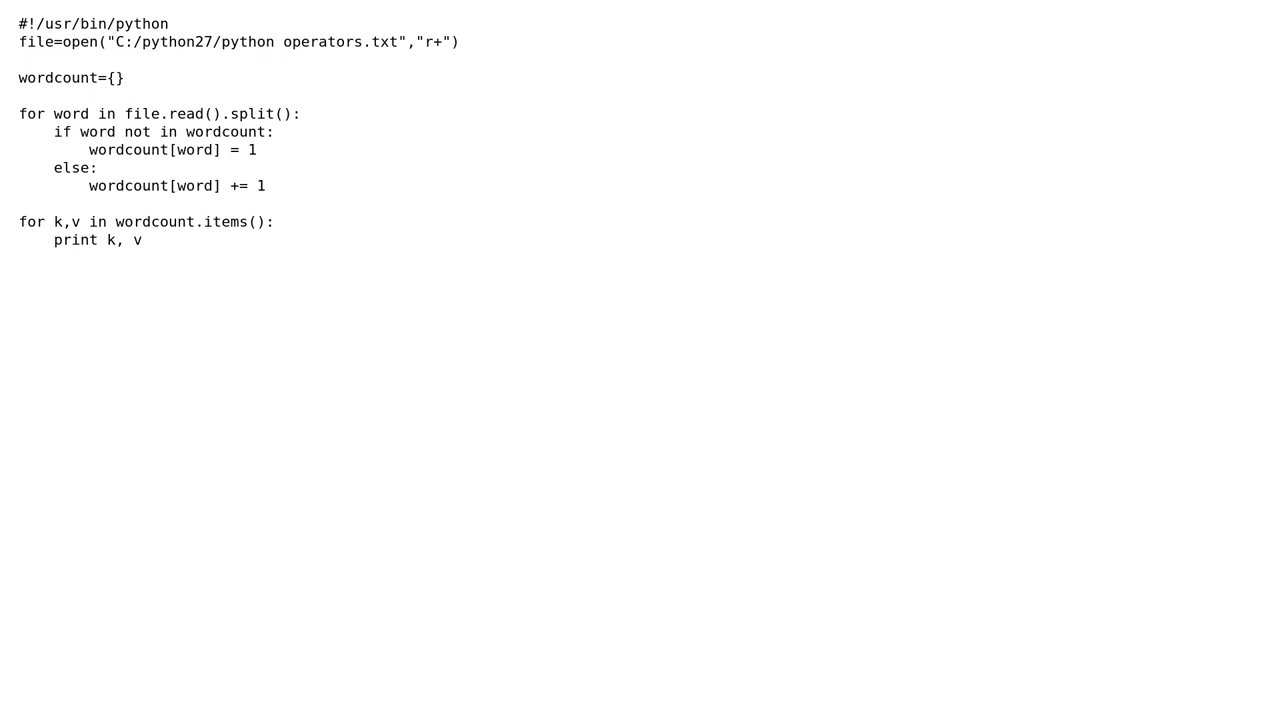 #!/usr/bin/python
file=open("C:/python27/python operators.txt","r+")

wordcount={}

for word in file.read().split():
    if word not in wordcount:
        wordcount[word] = 1
    else:
        wordcount[word] += 1

for k,v in wordcount.items():
    print k, v